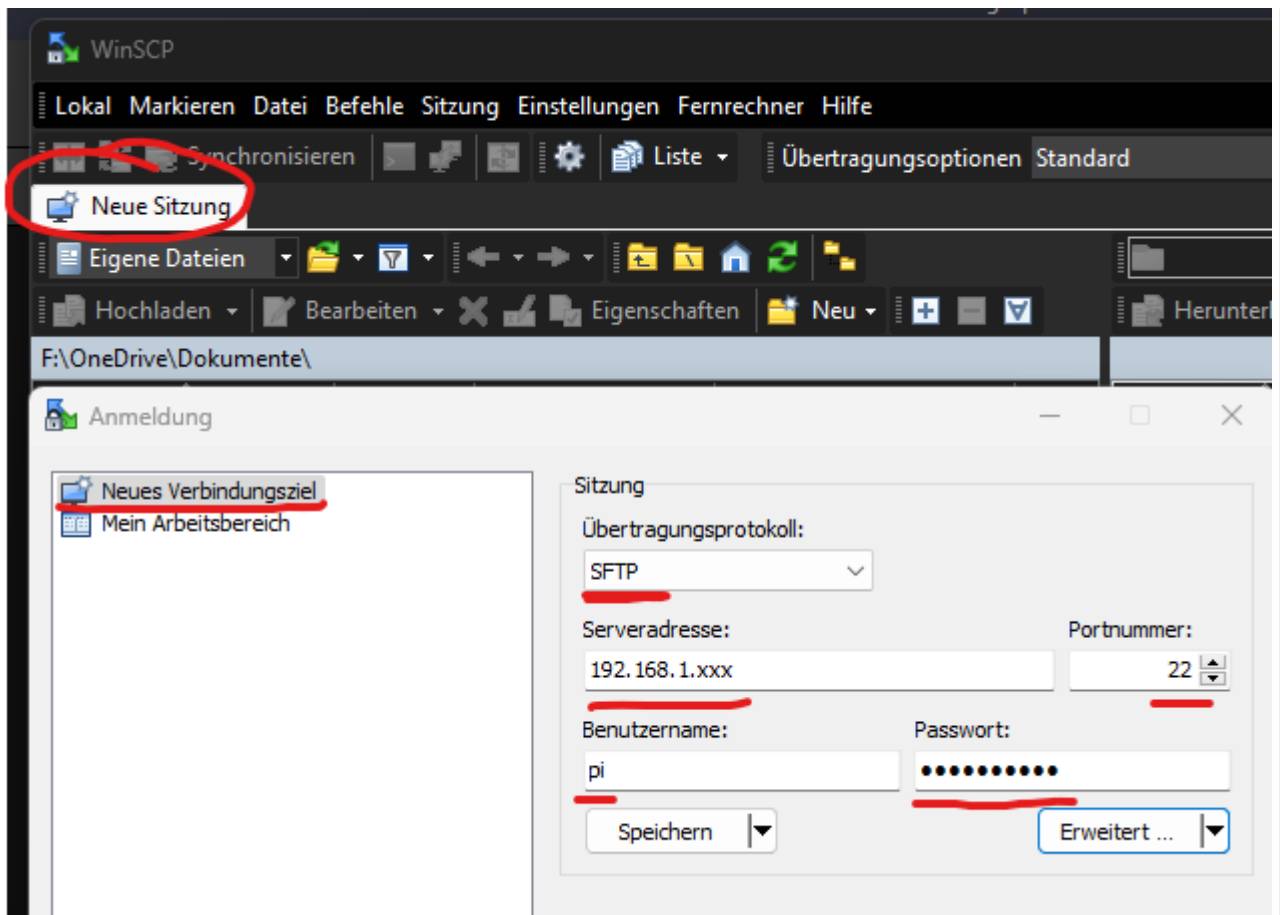 WinSCP
Lokal Markieren Datei Befehle Sitzung Einstellungen Fernrechner Hilfe
Synchronisieren Liste Übertragungsoptionen Standard
Neue Sitzung
Eigene Dateien
Hochladen Bearbeiten Eigenschaften Neu Herunterl
F:\OneDrive\Dokumente\
Anmeldung
Neues Verbindungsziel
Mein Arbeitsbereich
Sitzung
Übertragungsprotokoll:
SFTP
Serveradresse: Portnummer:
192.168.1.xxx 22
Benutzername: Passwort:
pi ••••••••••
Speichern Erweitert ...